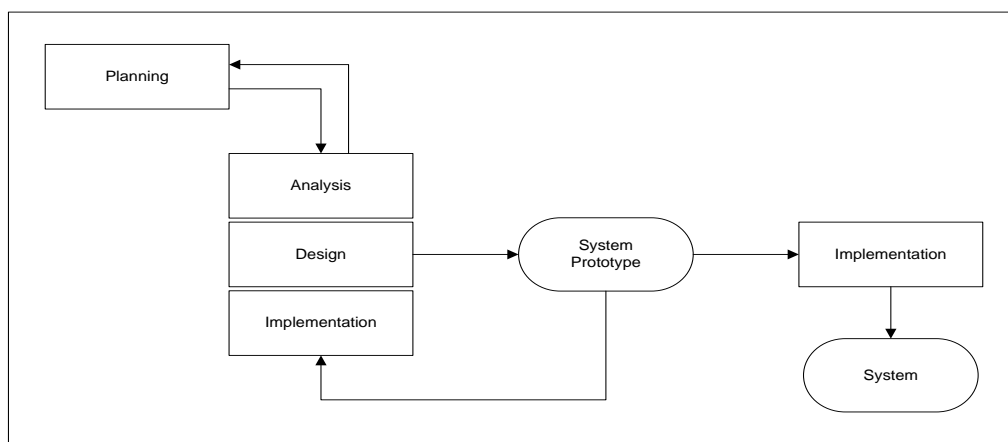 Planning
Analysis
Design
Implementation
System
Prototype
Implementation
System